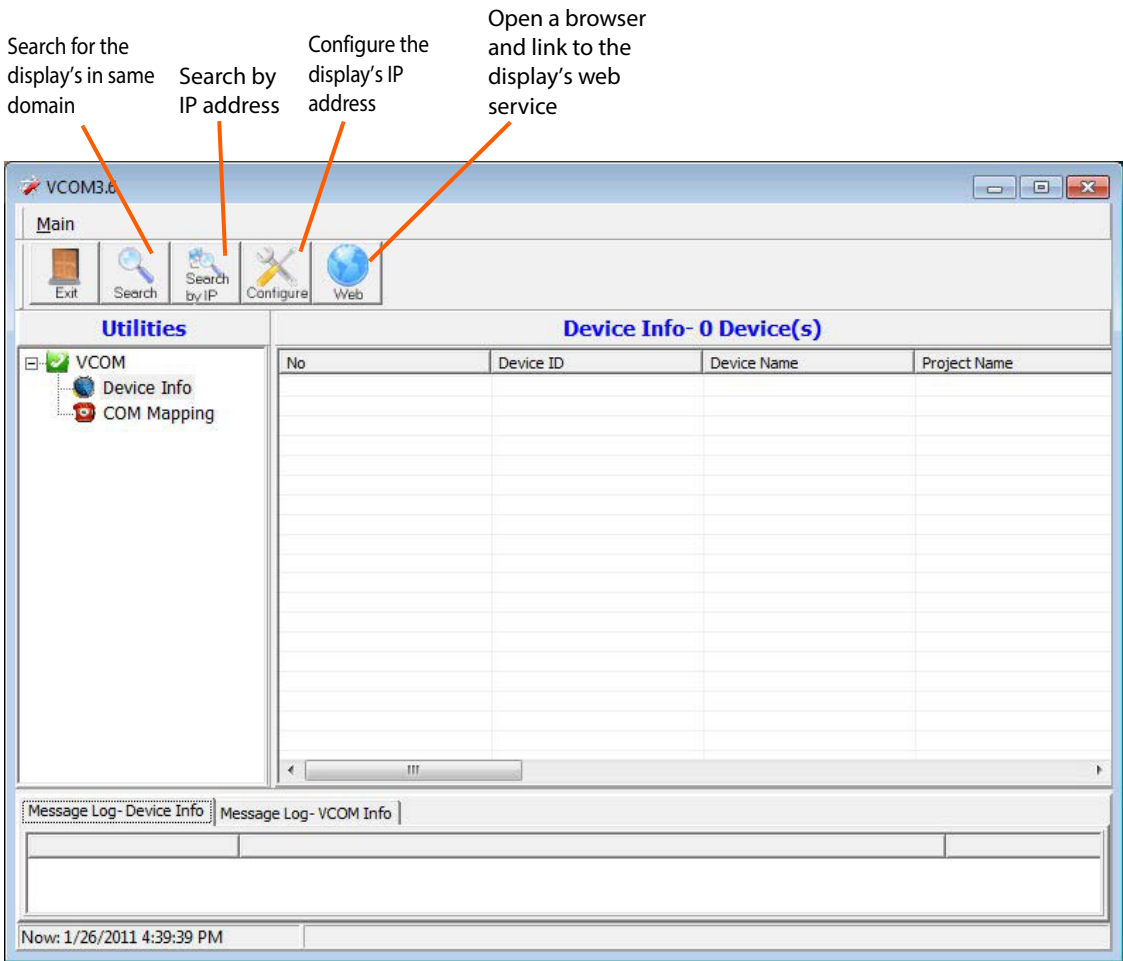 Search for the
display's in same
domain
Search by
IP address
Configure the
display's IP
address
Open a browser
and link to the
display's web
service
VCOM3.6
Main
Exit
Search
Search
by IP
Configure
Web
Utilities
Device Info- 0 Device(s)
VCOM
Device Info
COM Mapping
No
Device ID
Device Name
Project Name
Message Log- Device Info
Message Log- VCOM Info
Now: 1/26/2011 4:39:39 PM